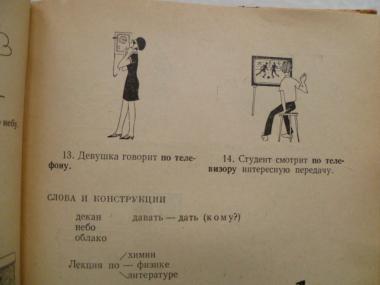 небу.
13. Девушка говорит по теле-
фону.
14. Студент смотрит по теле-
визору интересную передачу.
СЛОВА И КОНСТРУКЦИИ
декан давать — дать (кому?)
небо
облако
химии
Лекция по — физике
литературе